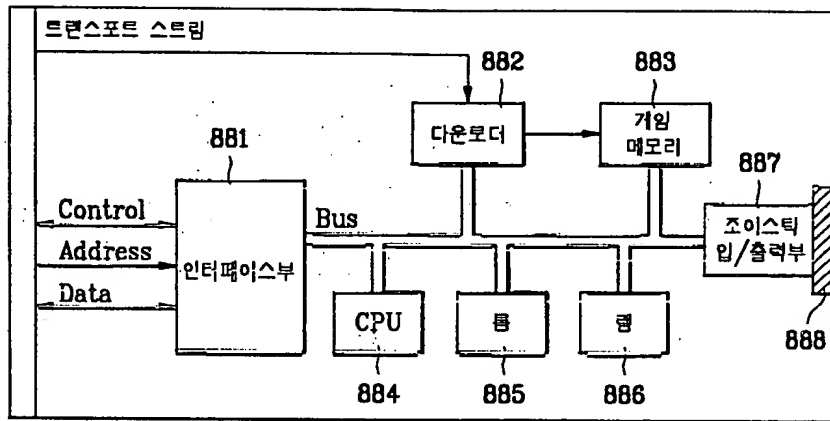 트랜스포트 스트림
882
883
다운로더
게임
메모리
881
887
Control
Bus
조이스틱
입/출력부
Address
인터페이스부
Data
CPU
롬
램
888
884
885
886